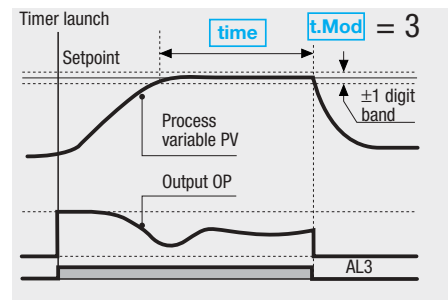 Timer launch
time
t.Mod = 3
Setpoint
±1 digit
band
Process
variable PV
Output OP
AL3